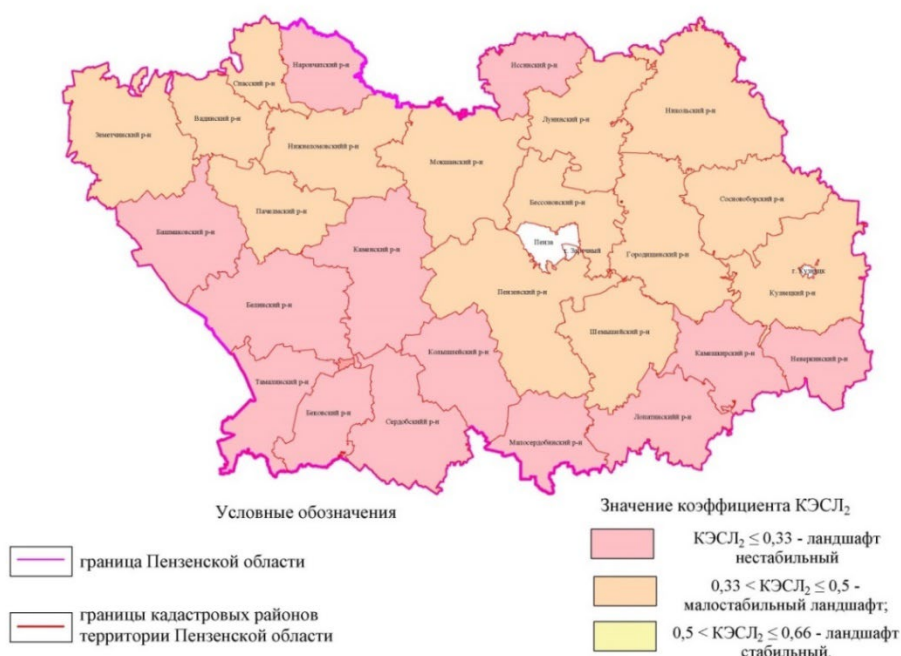 Наровчатский р-н
Иссинский р-н
Спасский р-н
Никольский р-н
Лунинский р-н
Вадинский р-н
Земетчинский р-н
Нижнеломовский р-н
Мокшанский р-н
Сосновоборский р-н
Бессоновский р-н
Пачелмский р-н
Башмаковский р-н
Каменский р-н
Пенза
г. Заречный
Городищенский р-н
г. Кузнецк
Пензенский р-н
Кузнецкий р-н
Белинский р-н
Шемышейский р-н
Колышлейский р-н
Камешкирский р-н
Неверкинский р-н
Тамалинский р-н
Бековский р-н
Сердобский р-н
Лопатинский р-н
Малосердобинский р-н
Условные обозначения
граница Пензенской области
границы кадастровых районов
территории Пензенской области
Значение коэффициента КЭСЛ₂
КЭСЛ₂ ≤ 0,33 - ландшафт
нестабильный
0,33 < КЭСЛ₂ ≤ 0,5 -
малостабильный ландшафт;
0,5 < КЭСЛ₂ ≤ 0,66 - ландшафт
стабильный.